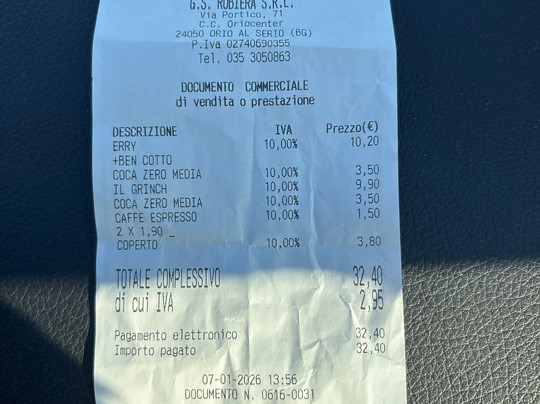 G.S. RUBIERA S.R.L.
Via Portico, 71
C.C. Oriocenter
24050 ORIO AL SERIO (BG)
P.Iva 02740690355
Tel. 035 3050863
DOCUMENTO COMMERCIALE
di vendita o prestazione
DESCRIZIONE IVA Prezzo(€)
ERRY 10,00% 10,20
+BEN COTTO
COCA ZERO MEDIA 10,00% 3,50
IL GRINCH 10,00% 9,90
COCA ZERO MEDIA 10,00% 3,50
CAFFE ESPRESSO 10,00% 1,50
2 X 1,90 _
COPERTO 10,00% 3,80
TOTALE COMPLESSIVO 32,40
di cui IVA 2,95
Pagamento elettronico 32,40
Importo pagato 32,40
07-01-2026 13:56
DOCUMENTO N. 0616-0031